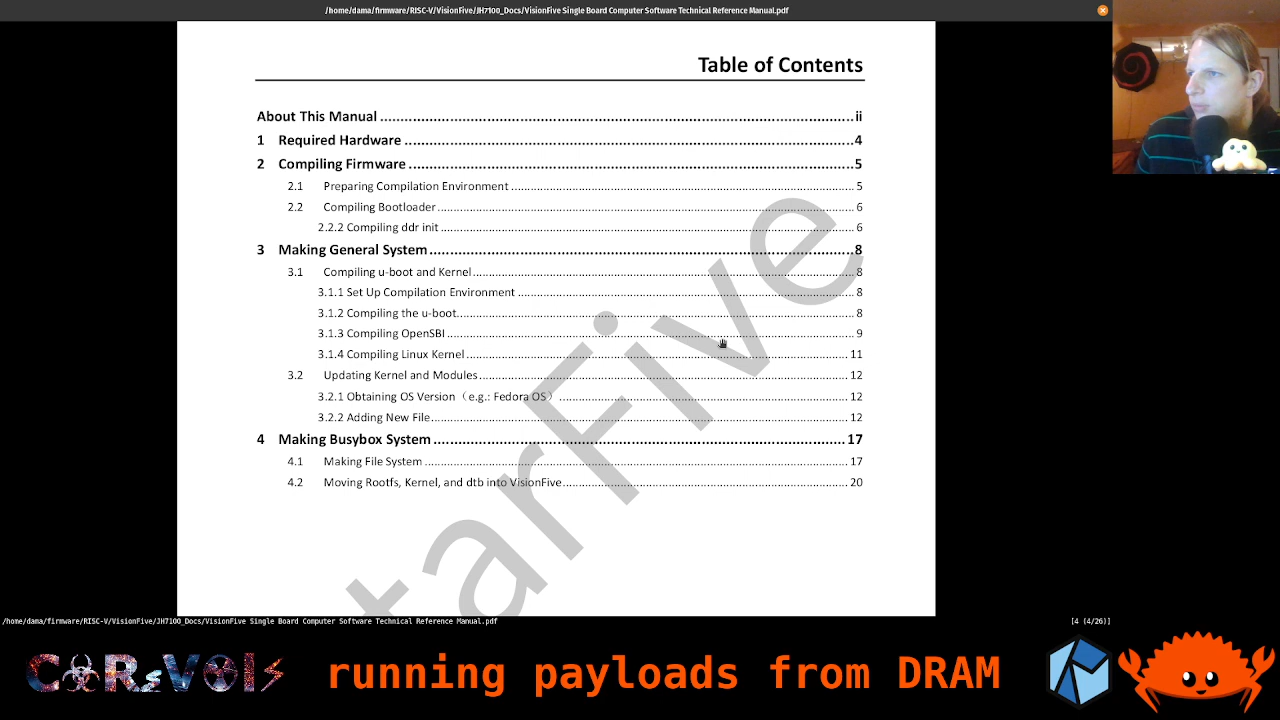 /home/dama/firmware/RISC-V/VisionFive/JH7100_Docs/VisionFive Single Board Computer Software Technical Reference Manual.pdf
Table of Contents
About This Manual ii
1 Required Hardware 4
2 Compiling Firmware 5
2.1 Preparing Compilation Environment 5
2.2 Compiling Bootloader 6
2.2.2 Compiling ddr init 6
3 Making General System 8
3.1 Compiling u-boot and Kernel 8
3.1.1 Set Up Compilation Environment 8
3.1.2 Compiling the u-boot 8
3.1.3 Compiling OpenSBI 9
3.1.4 Compiling Linux Kernel 11
3.2 Updating Kernel and Modules 12
3.2.1 Obtaining OS Version（e.g.: Fedora OS） 12
3.2.2 Adding New File 12
4 Making Busybox System 17
4.1 Making File System 17
4.2 Moving Rootfs, Kernel, and dtb into VisionFive 20
tarFive
/home/dama/firmware/RISC-V/VisionFive/JH7100_Docs/VisionFive Single Board Computer Software Technical Reference Manual.pdf
[4 (4/26)]
running payloads from DRAM